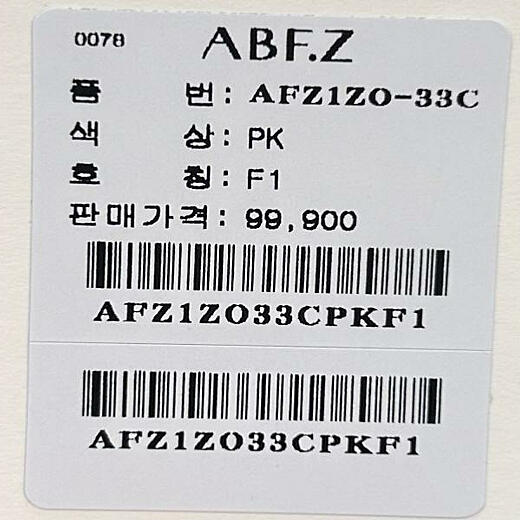 0078 ABF.Z
품 번 : AFZ1ZO-33C
색 상 : PK
호 칭 : F1
판매가격 : 99,900
AFZ1ZO33CPKF1
AFZ1ZO33CPKF1